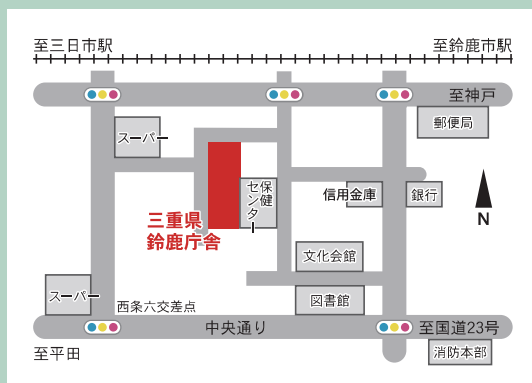 至三日市駅
至鈴鹿市駅
至神戸
郵便局
スーパー
保健
センター
信用金庫
銀行
N
三重県
鈴鹿庁舎
文化会館
スーパー
図書館
西条六交差点
中央通り
至国道23号
至平田
消防本部